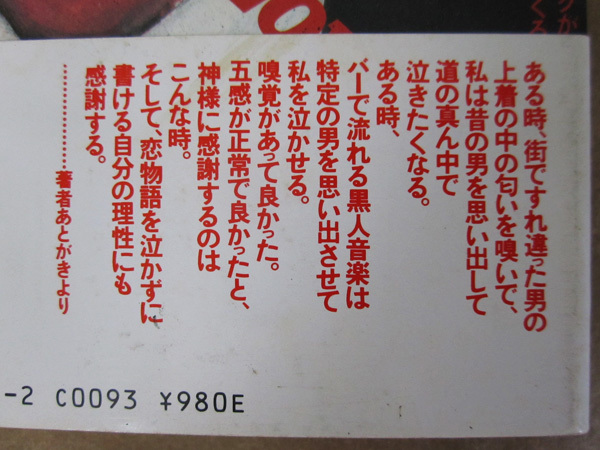 ある時、街ですれ違った男の
上着の中の匂いを嗅いで、
私は昔の男を思い出して
道の真ん中で
泣きたくなる。
ある時、
バーで流れる黒人音楽は
特定の男を思い出させて
私を泣かせる。
嗅覚があって良かった。
五感が正常で良かったと、
神様に感謝するのは
こんな時。
そして、恋物語を泣かずに
書ける自分の理性にも
感謝する。
…………著者あとがきより
-2 C0093 ¥980E